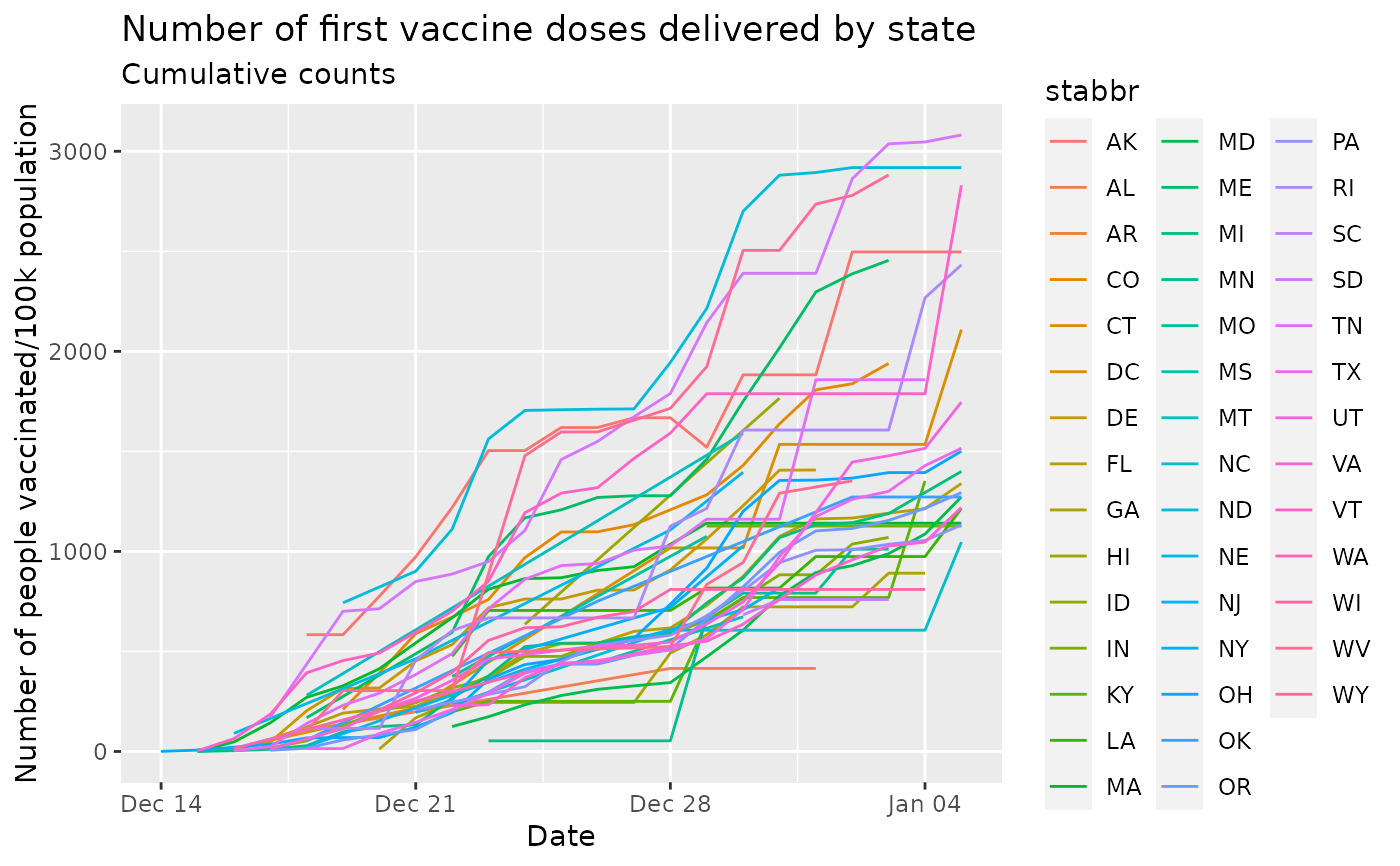 Number of first vaccine doses delivered by state
Cumulative counts
Number of people vaccinated/100k population
3000
2000
1000
0
Dec 14
Dec 21
Dec 28
Jan 04
Date
stabbr
AK
AL
AR
CO
CT
DC
DE
FL
GA
HI
ID
IN
KY
LA
MA
MD
ME
MI
MN
MO
MS
MT
NC
ND
NE
NJ
NY
OH
OK
OR
PA
RI
SC
SD
TN
TX
UT
VA
VT
WA
WI
WV
WY